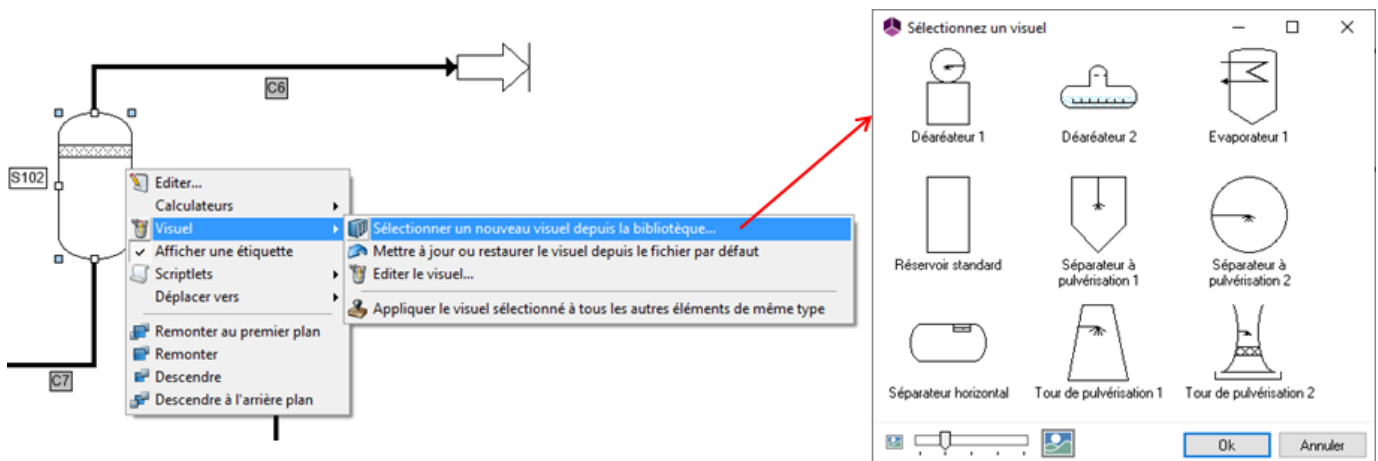 C6
S102
C7
Editer...
Calculateurs
Visuel
Afficher une étiquette
Scriptlets
Déplacer vers
Remonter au premier plan
Remonter
Descendre
Descendre à l'arrière plan
Sélectionner un nouveau visuel depuis la bibliotèque...
Mettre à jour ou restaurer le visuel depuis le fichier par défaut
Editer le visuel...
Appliquer le visuel sélectionné à tous les autres éléments de même type
Sélectionnez un visuel
Déaréateur 1
Déaréateur 2
Evaporateur 1
Réservoir standard
Séparateur à
pulvérisation 1
Séparateur à
pulvérisation 2
Séparateur horizontal
Tour de pulvérisation 1
Tour de pulvérisation 2
Ok
Annuler